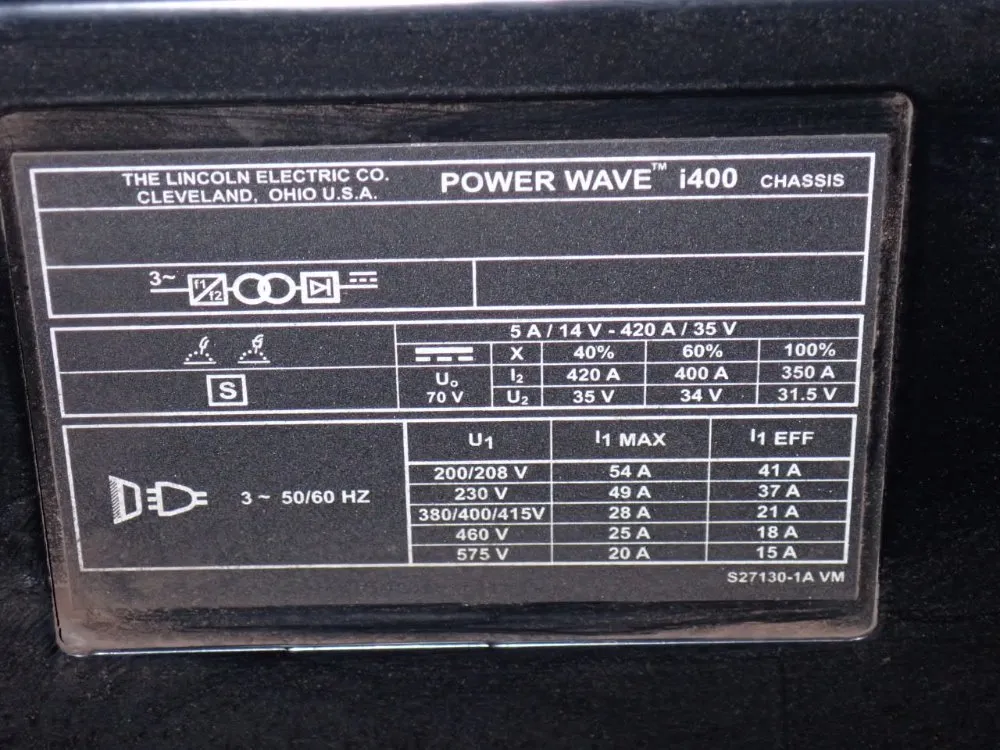 THE LINCOLN ELECTRIC CO. POWER WAVE™ i400 CHASSIS
CLEVELAND, OHIO U.S.A.
3~ f1 f2
5 A / 14 V - 420 A / 35 V
X 40% 60% 100%
U₀ I₂ 420 A 400 A 350 A
70 V U₂ 35 V 34 V 31.5 V
S
U1 I1 MAX I1 EFF
200/208 V 54 A 41 A
230 V 49 A 37 A
3 ~ 50/60 HZ
380/400/415V 28 A 21 A
460 V 25 A 18 A
575 V 20 A 15 A
S27130-1A VM